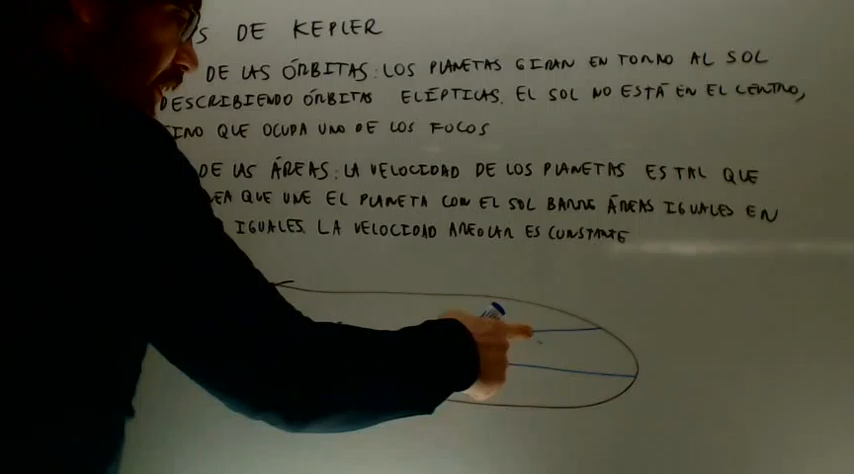 S DE KEPLER
DE LAS ÓRBITAS: LOS PLANETAS GIRAN EN TORNO AL SOL
DESCRIBIENDO ÓRBITAS ELÍPTICAS. EL SOL NO ESTÁ EN EL CENTRO,
INO QUE OCUPA UNO DE LOS FOCOS
DE LAS ÁREAS: LA VELOCIDAD DE LOS PLANETAS ES TAL QUE
EA QUE UNE EL PLANETA CON EL SOL BARRE ÁREAS IGUALES EN
IGUALES. LA VELOCIDAD AREOLAR ES CONSTANTE